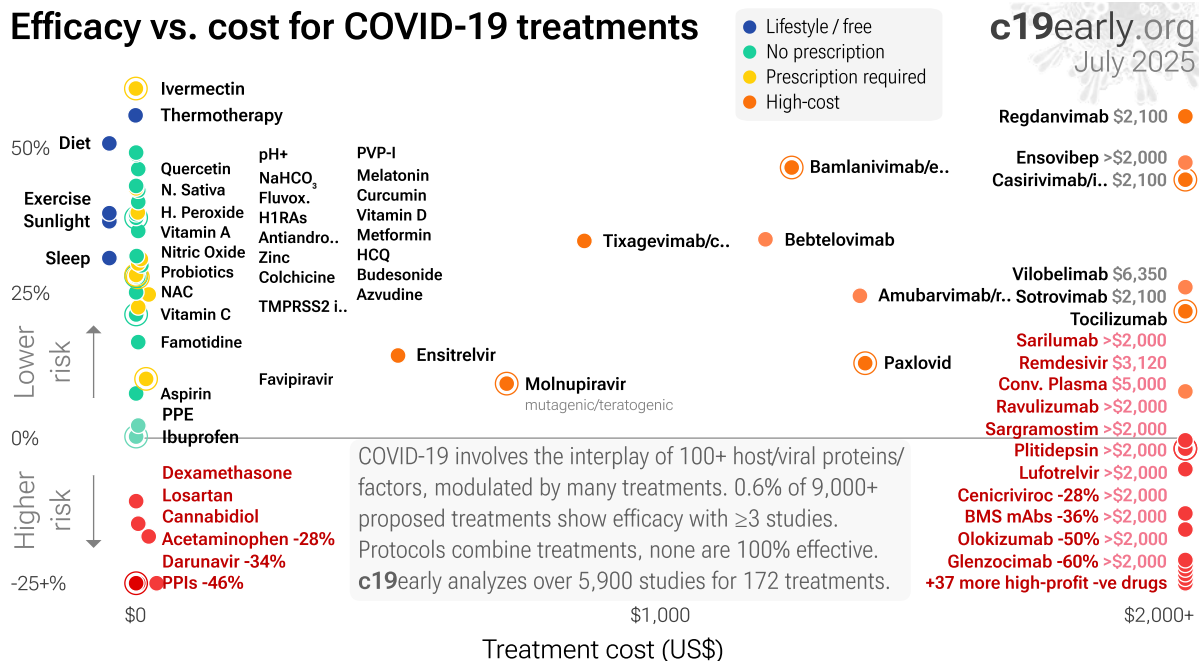 Efficacy vs. cost for COVID-19 treatments
Lifestyle / free
No prescription
Prescription required
High-cost
c19early.org
July 2025
50%
25%
0%
-25+%
Lower
risk
Higher
risk
Diet
Exercise
Sunlight
Sleep
Ivermectin
Thermotherapy
Quercetin
N. Sativa
H. Peroxide
Vitamin A
Nitric Oxide
Probiotics
NAC
Vitamin C
Famotidine
Aspirin
PPE
Ibuprofen
pH+
NaHCO3
Fluvox.
H1RAs
Antiandro..
Zinc
Colchicine
TMPRSS2 i..
Favipiravir
PVP-I
Melatonin
Curcumin
Vitamin D
Metformin
HCQ
Budesonide
Azvudine
Dexamethasone
Losartan
Cannabidiol
Acetaminophen -28%
Darunavir -34%
PPIs -46%
Ensitrelvir
Molnupiravir
mutagenic/teratogenic
Tixagevimab/c..
Bamlanivimab/e..
Bebtelovimab
Amubarvimab/r..
Paxlovid
Regdanvimab $2,100
Ensovibep >$2,000
Casirivimab/i.. $2,100
Vilobelimab $6,350
Sotrovimab $2,100
Tocilizumab
Sarilumab >$2,000
Remdesivir $3,120
Conv. Plasma $5,000
Ravulizumab >$2,000
Sargramostim >$2,000
Plitidepsin >$2,000
Lufotrelvir >$2,000
Cenicriviroc -28% >$2,000
BMS mAbs -36% >$2,000
Olokizumab -50% >$2,000
Glenzocimab -60% >$2,000
+37 more high-profit -ve drugs
COVID-19 involves the interplay of 100+ host/viral proteins/
factors, modulated by many treatments. 0.6% of 9,000+
proposed treatments show efficacy with ≥3 studies.
Protocols combine treatments, none are 100% effective.
c19early analyzes over 5,900 studies for 172 treatments.
$0
$1,000
$2,000+
Treatment cost (US$)